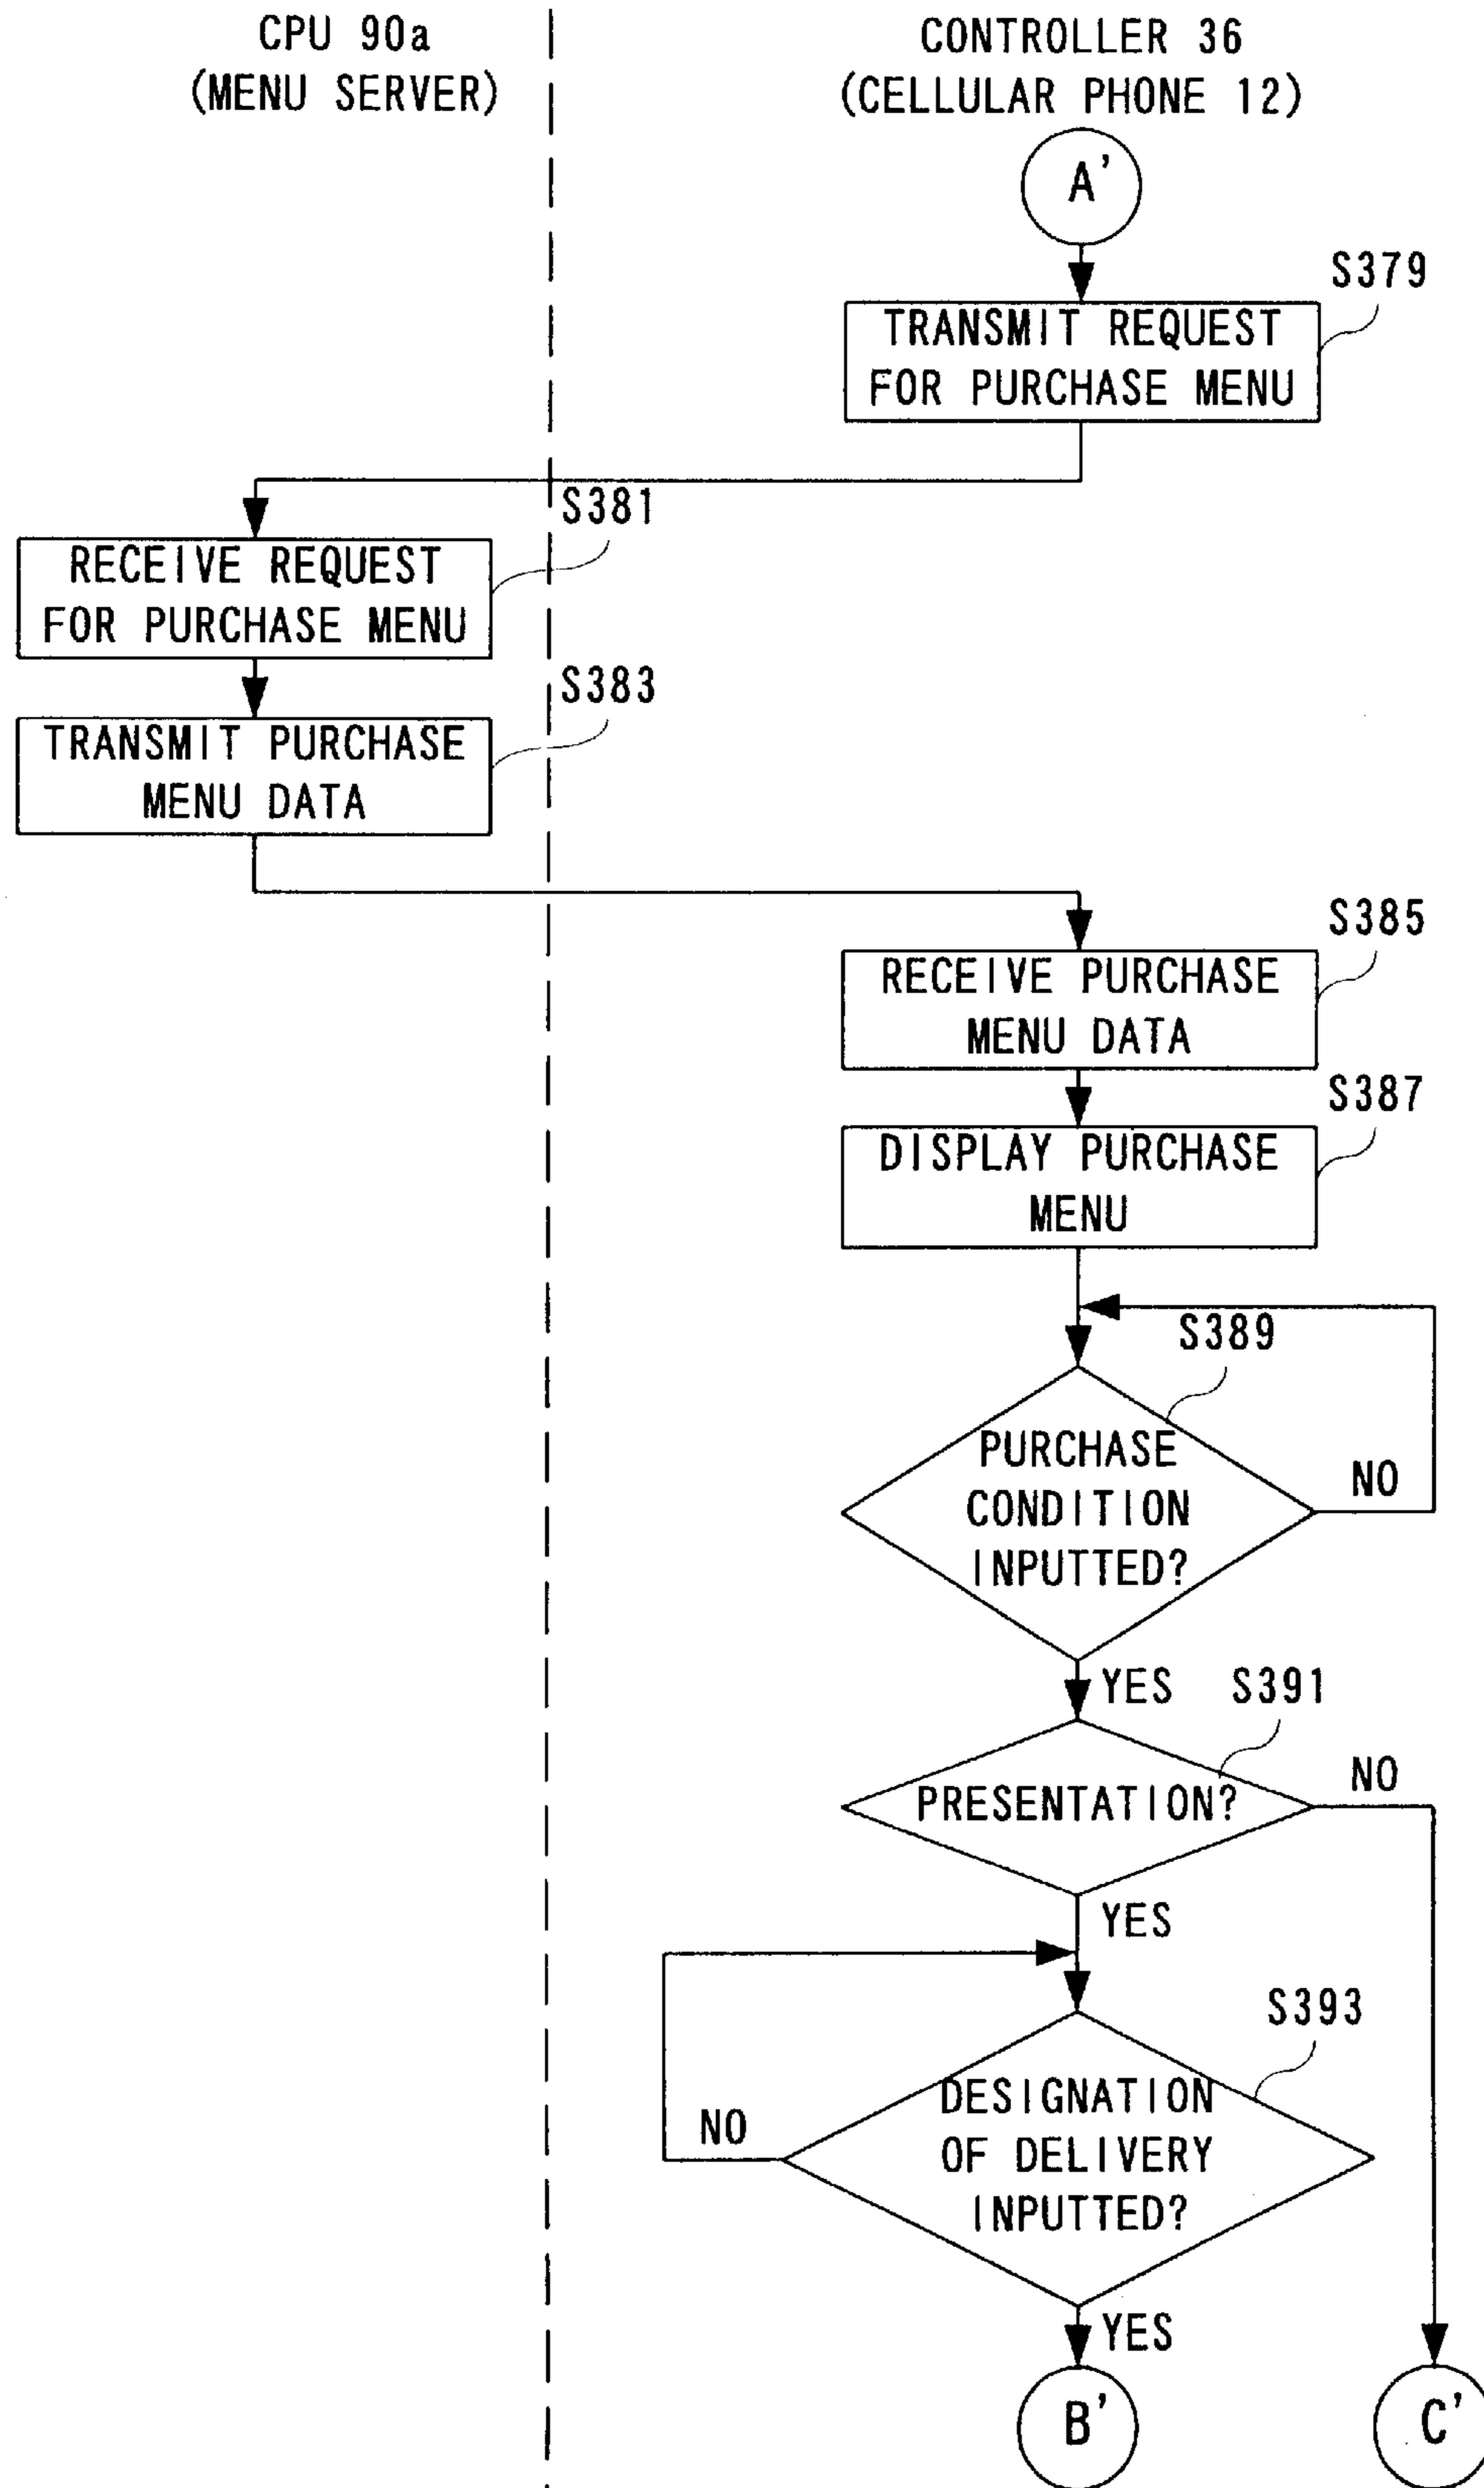 CPU 90a
(MENU SERVER)
CONTROLLER 36
(CELLULAR PHONE 12)
A'
S379
TRANSMIT REQUEST
FOR PURCHASE MENU
S381
RECEIVE REQUEST
FOR PURCHASE MENU
S383
TRANSMIT PURCHASE
MENU DATA
S385
RECEIVE PURCHASE
MENU DATA
S387
DISPLAY PURCHASE
MENU
S389
PURCHASE
CONDITION
INPUTTED?
NO
YES
S391
PRESENTATION?
NO
YES
S393
DESIGNATION
OF DELIVERY
INPUTTED?
NO
YES
B'
C'